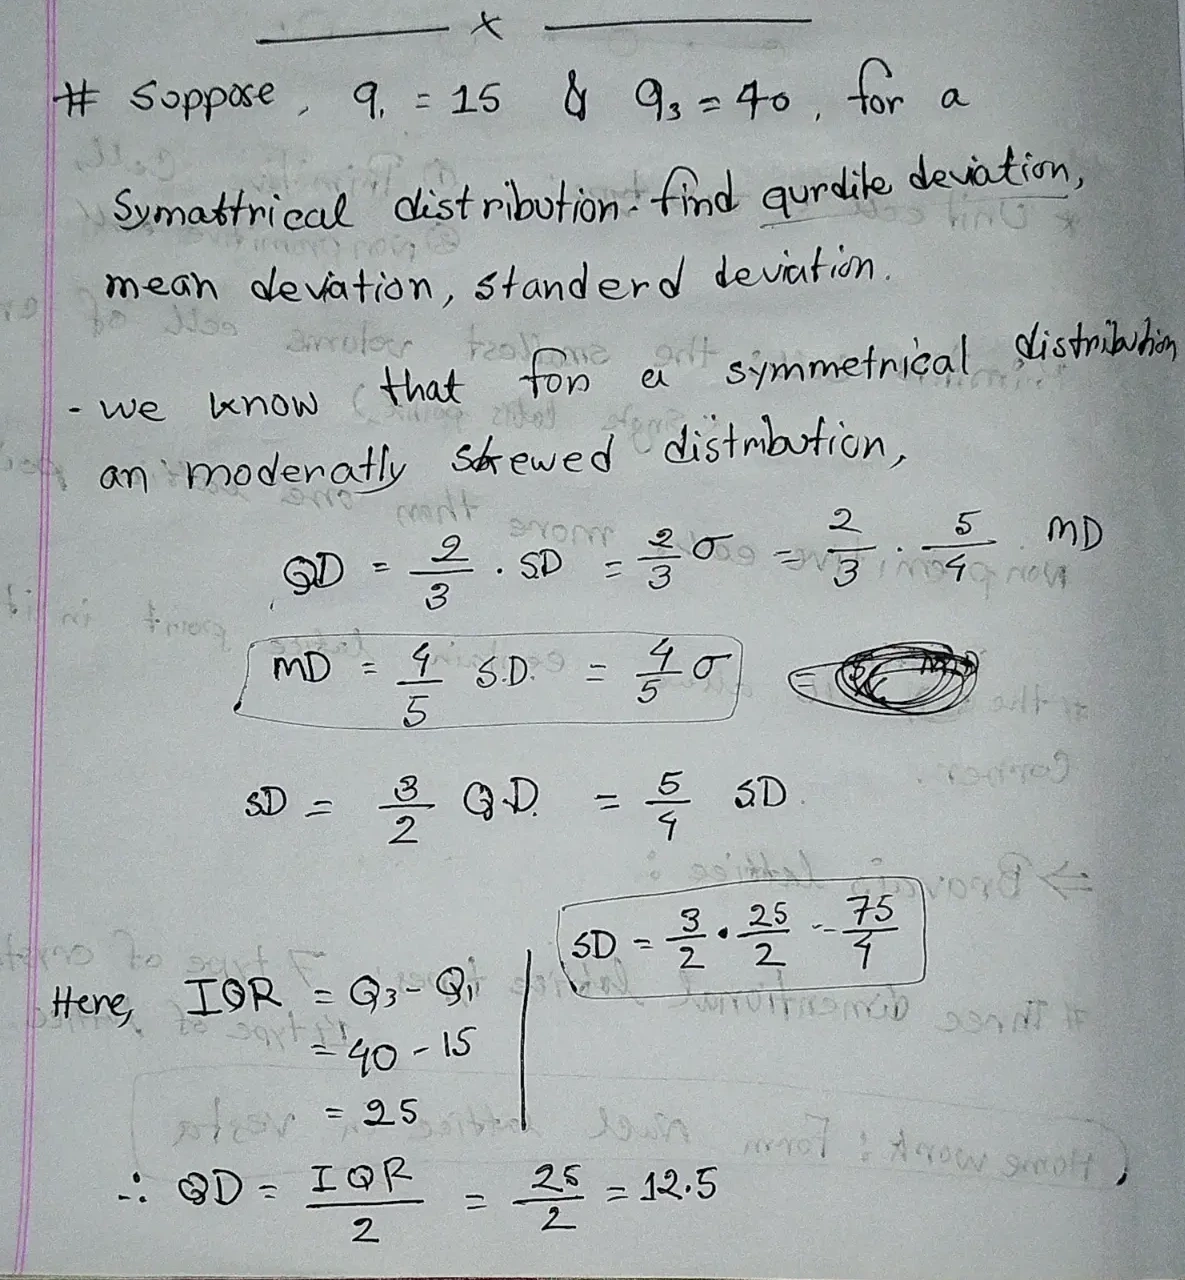 x
# Suppose, q₁ = 15 & q₃ = 40, for a
Symattrical distribution. find qurdile deviation,
mean deviation, standerd deviation.
- we know that for a symmetrical distribution
an moderatly skewed distribution,
QD = 2/3 . SD = 2/3 σ = 2/3 . 5/4 MD
MD = 4/5 S.D. = 4/5 σ
SD = 3/2 Q.D. = 5/4 S.D.
SD = 3/2 . 25/2 - 75/4
Here, IQR = Q₃ - Q₁
= 40 - 15
= 25
∴ QD = IQR/2 = 25/2 = 12.5